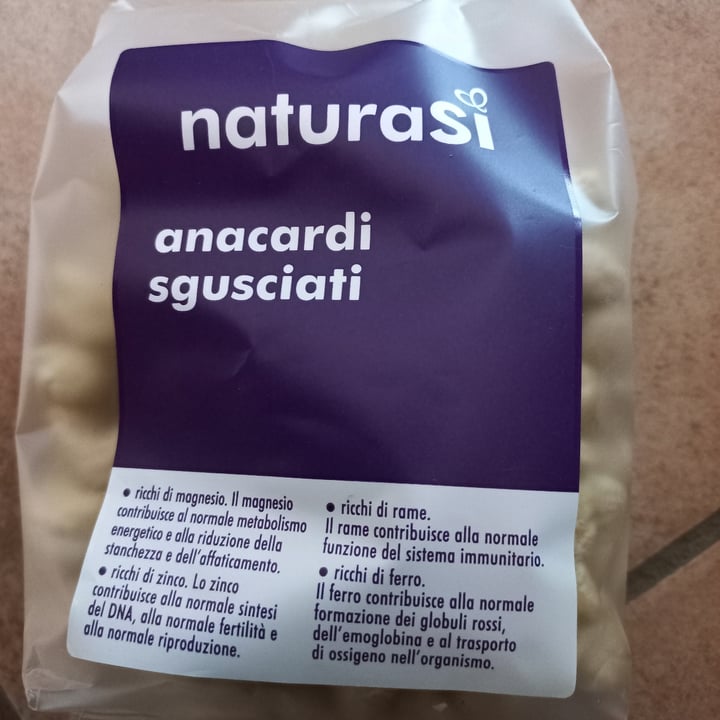 naturasì
anacardi
sgusciati
• ricchi di magnesio. Il magnesio
contribuisce al normale metabolismo
energetico e alla riduzione della
stanchezza e dell'affaticamento.
• ricchi di zinco. Lo zinco
contribuisce alla normale sintesi
del DNA, alla normale fertilità e
alla normale riproduzione.
• ricchi di rame.
Il rame contribuisce alla normale
funzione del sistema immunitario.
• ricchi di ferro.
Il ferro contribuisce alla normale
formazione dei globuli rossi,
dell'emoglobina e al trasporto
di ossigeno nell'organismo.